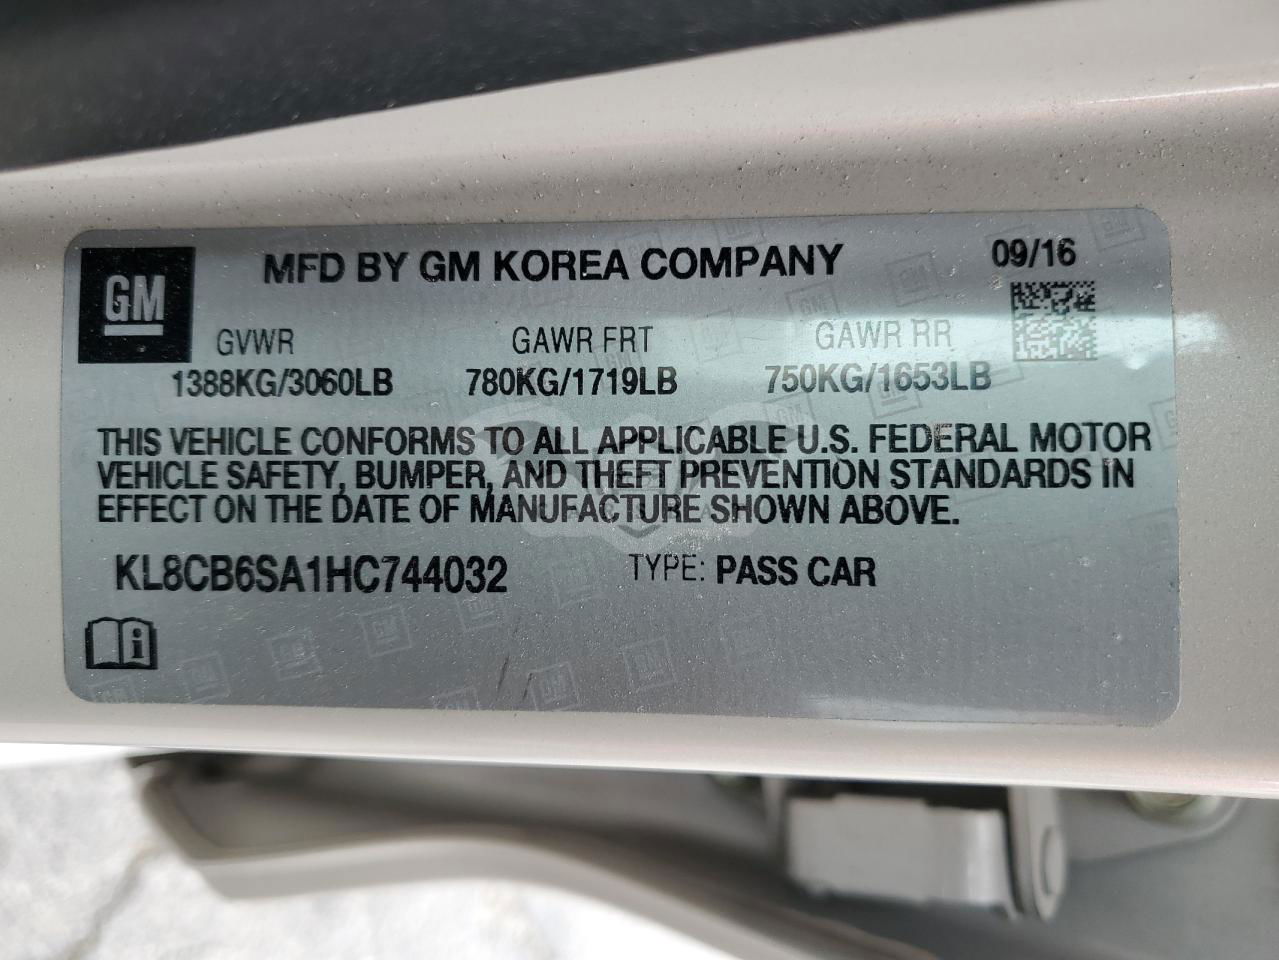 GM
MFD BY GM KOREA COMPANY 09/16
GVWR GAWR FRT GAWR RR
1388KG/3060LB 780KG/1719LB 750KG/1653LB
THIS VEHICLE CONFORMS TO ALL APPLICABLE U.S. FEDERAL MOTOR
VEHICLE SAFETY, BUMPER, AND THEFT PREVENTION STANDARDS IN
EFFECT ON THE DATE OF MANUFACTURE SHOWN ABOVE.
KL8CB6SA1HC744032 TYPE: PASS CAR
i